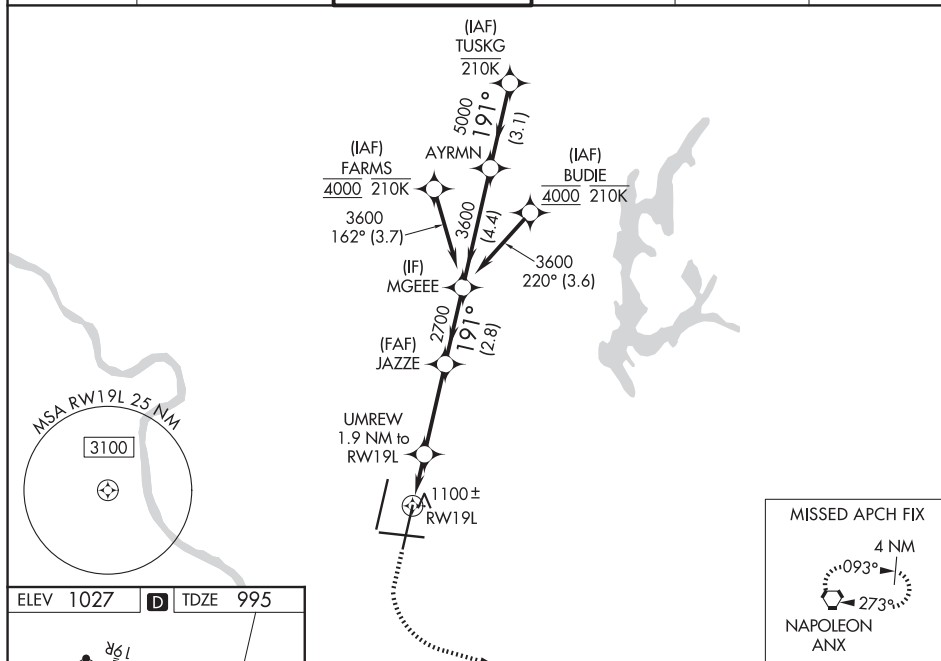 (IAF)
TUSKG
210K
5000
191°
(3.1)
(IAF)
FARMS
4000 210K
AYRMN
(IAF)
BUDIE
4000 210K
3600
162° (3.7)
3600
(4.4)
3600
220° (3.6)
(IF)
MGEEE
2700
191°
(2.8)
(FAF)
JAZZE
MSA RW19L 25 NM
3100
UMREW
1.9 NM to
RW19L
1100±
RW19L
MISSED APCH FIX
4 NM
093°
273°
NAPOLEON
ANX
ELEV 1027 D TDZE 995
19R